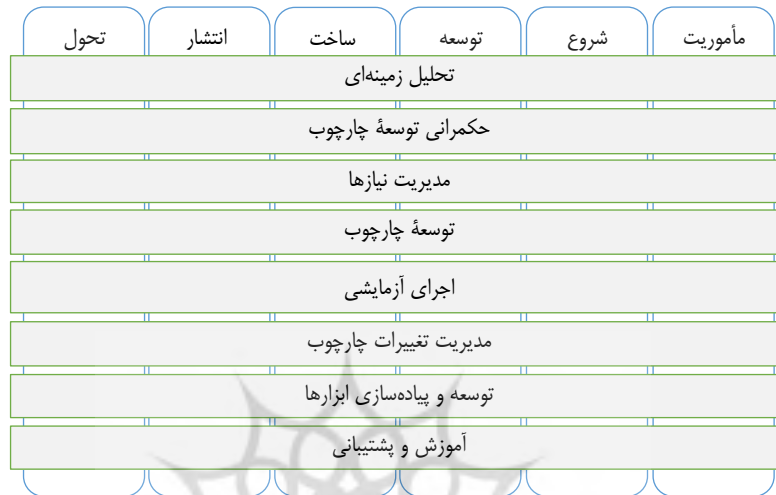 مأموریت شروع توسعه ساخت انتشار تحول
تحلیل زمینه‌ای
حکمرانی توسعهٔ چارچوب
مدیریت نیازها
توسعهٔ چارچوب
اجرای آزمایشی
مدیریت تغییرات چارچوب
توسعه و پیاده‌سازی ابزارها
آموزش و پشتیبانی